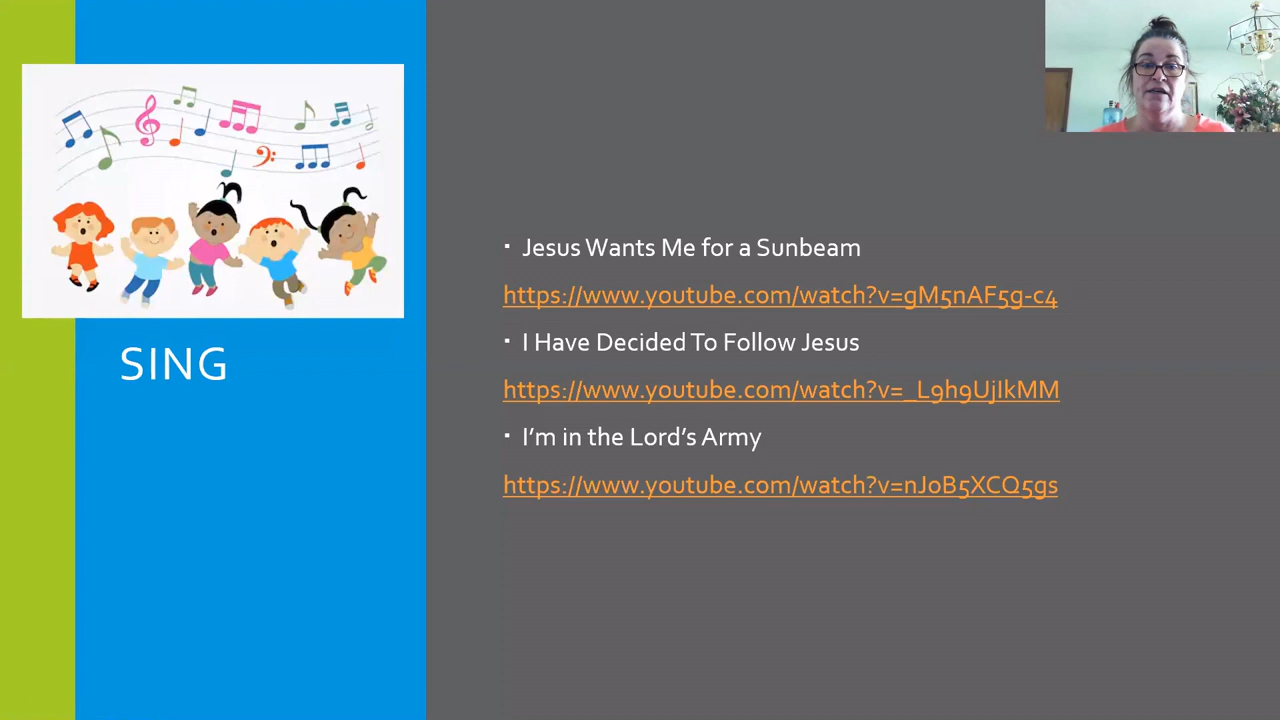 SING
Jesus Wants Me for a Sunbeam
https://www.youtube.com/watch?v=gM5nAF5g-c4
I Have Decided To Follow Jesus
https://www.youtube.com/watch?v=_L9h9UjIkMM
I'm in the Lord's Army
https://www.youtube.com/watch?v=nJoB5XCQ5gs